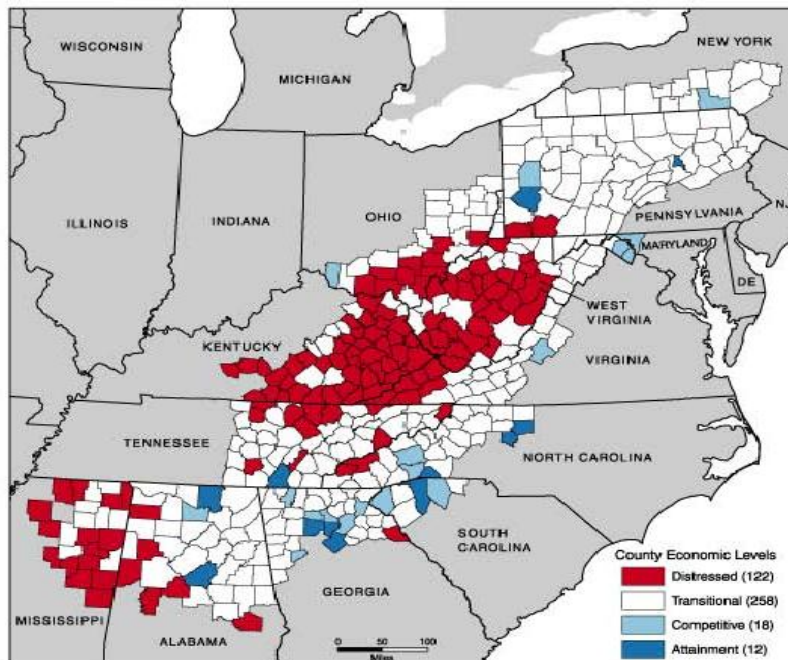 WISCONSIN
MICHIGAN
NEW YORK
ILLINOIS
INDIANA
OHIO
PENNSYLVANIA
NJ
MARYLAND
DE
WEST
VIRGINIA
VIRGINIA
KENTUCKY
TENNESSEE
NORTH CAROLINA
SOUTH
CAROLINA
GEORGIA
ALABAMA
MISSISSIPPI
County Economic Levels
Distressed (122)
Transitional (258)
Competitive (18)
Attainment (12)
0 50 100
Miles